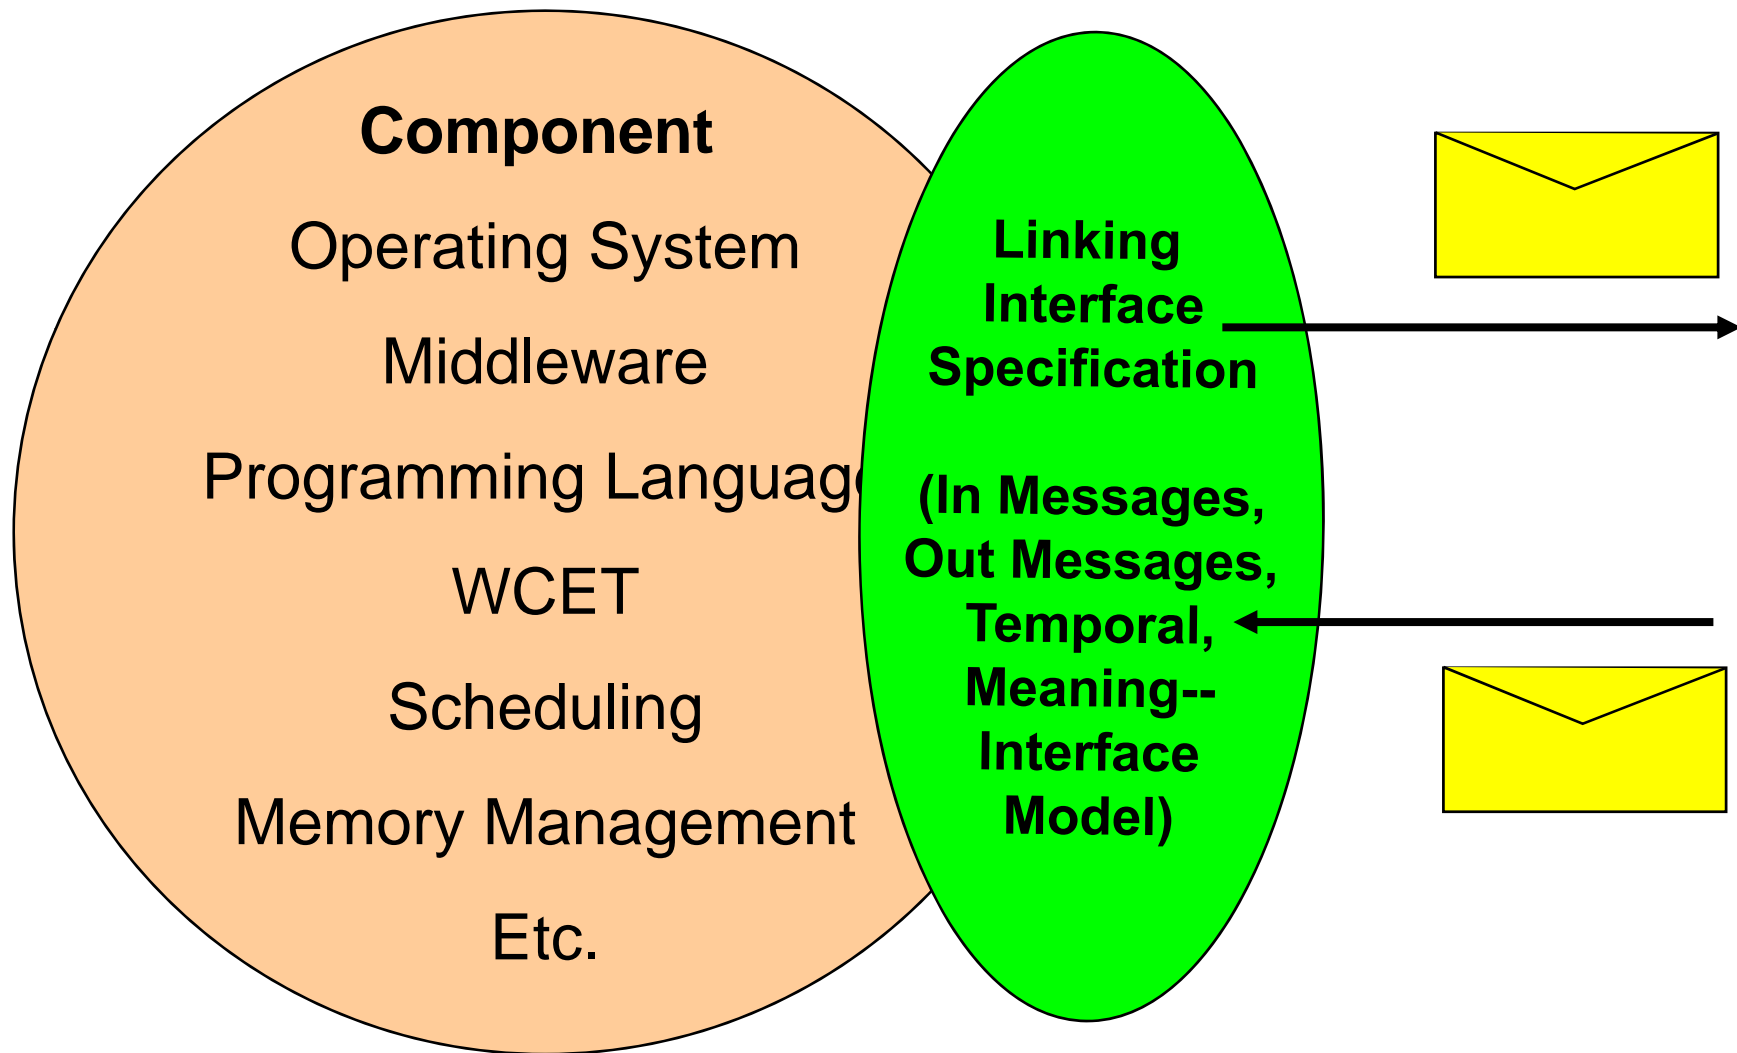 Component
Operating System
Middleware
Programming Languag
WCET
Scheduling
Memory Management
Etc.
Linking
Interface
Specification
(In Messages,
Out Messages,
Temporal,
Meaning--
Interface
Model)